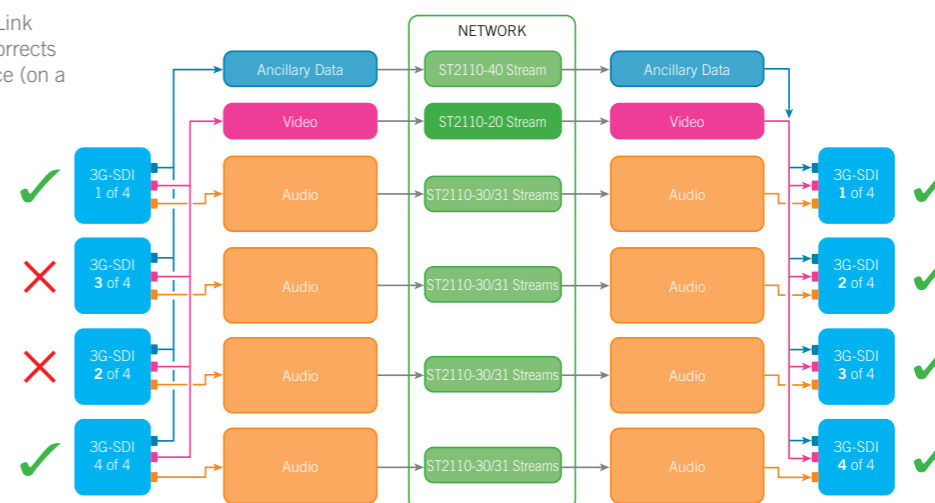 Link
orrects
ce (on a
NETWORK
Ancillary Data
ST2110-40 Stream
Ancillary Data
Video
ST2110-20 Stream
Video
3G-SDI
1 of 4
Audio
ST2110-30/31 Streams
Audio
3G-SDI
1 of 4
3G-SDI
3 of 4
Audio
ST2110-30/31 Streams
Audio
3G-SDI
2 of 4
3G-SDI
2 of 4
Audio
ST2110-30/31 Streams
Audio
3G-SDI
3 of 4
3G-SDI
4 of 4
Audio
ST2110-30/31 Streams
Audio
3G-SDI
4 of 4